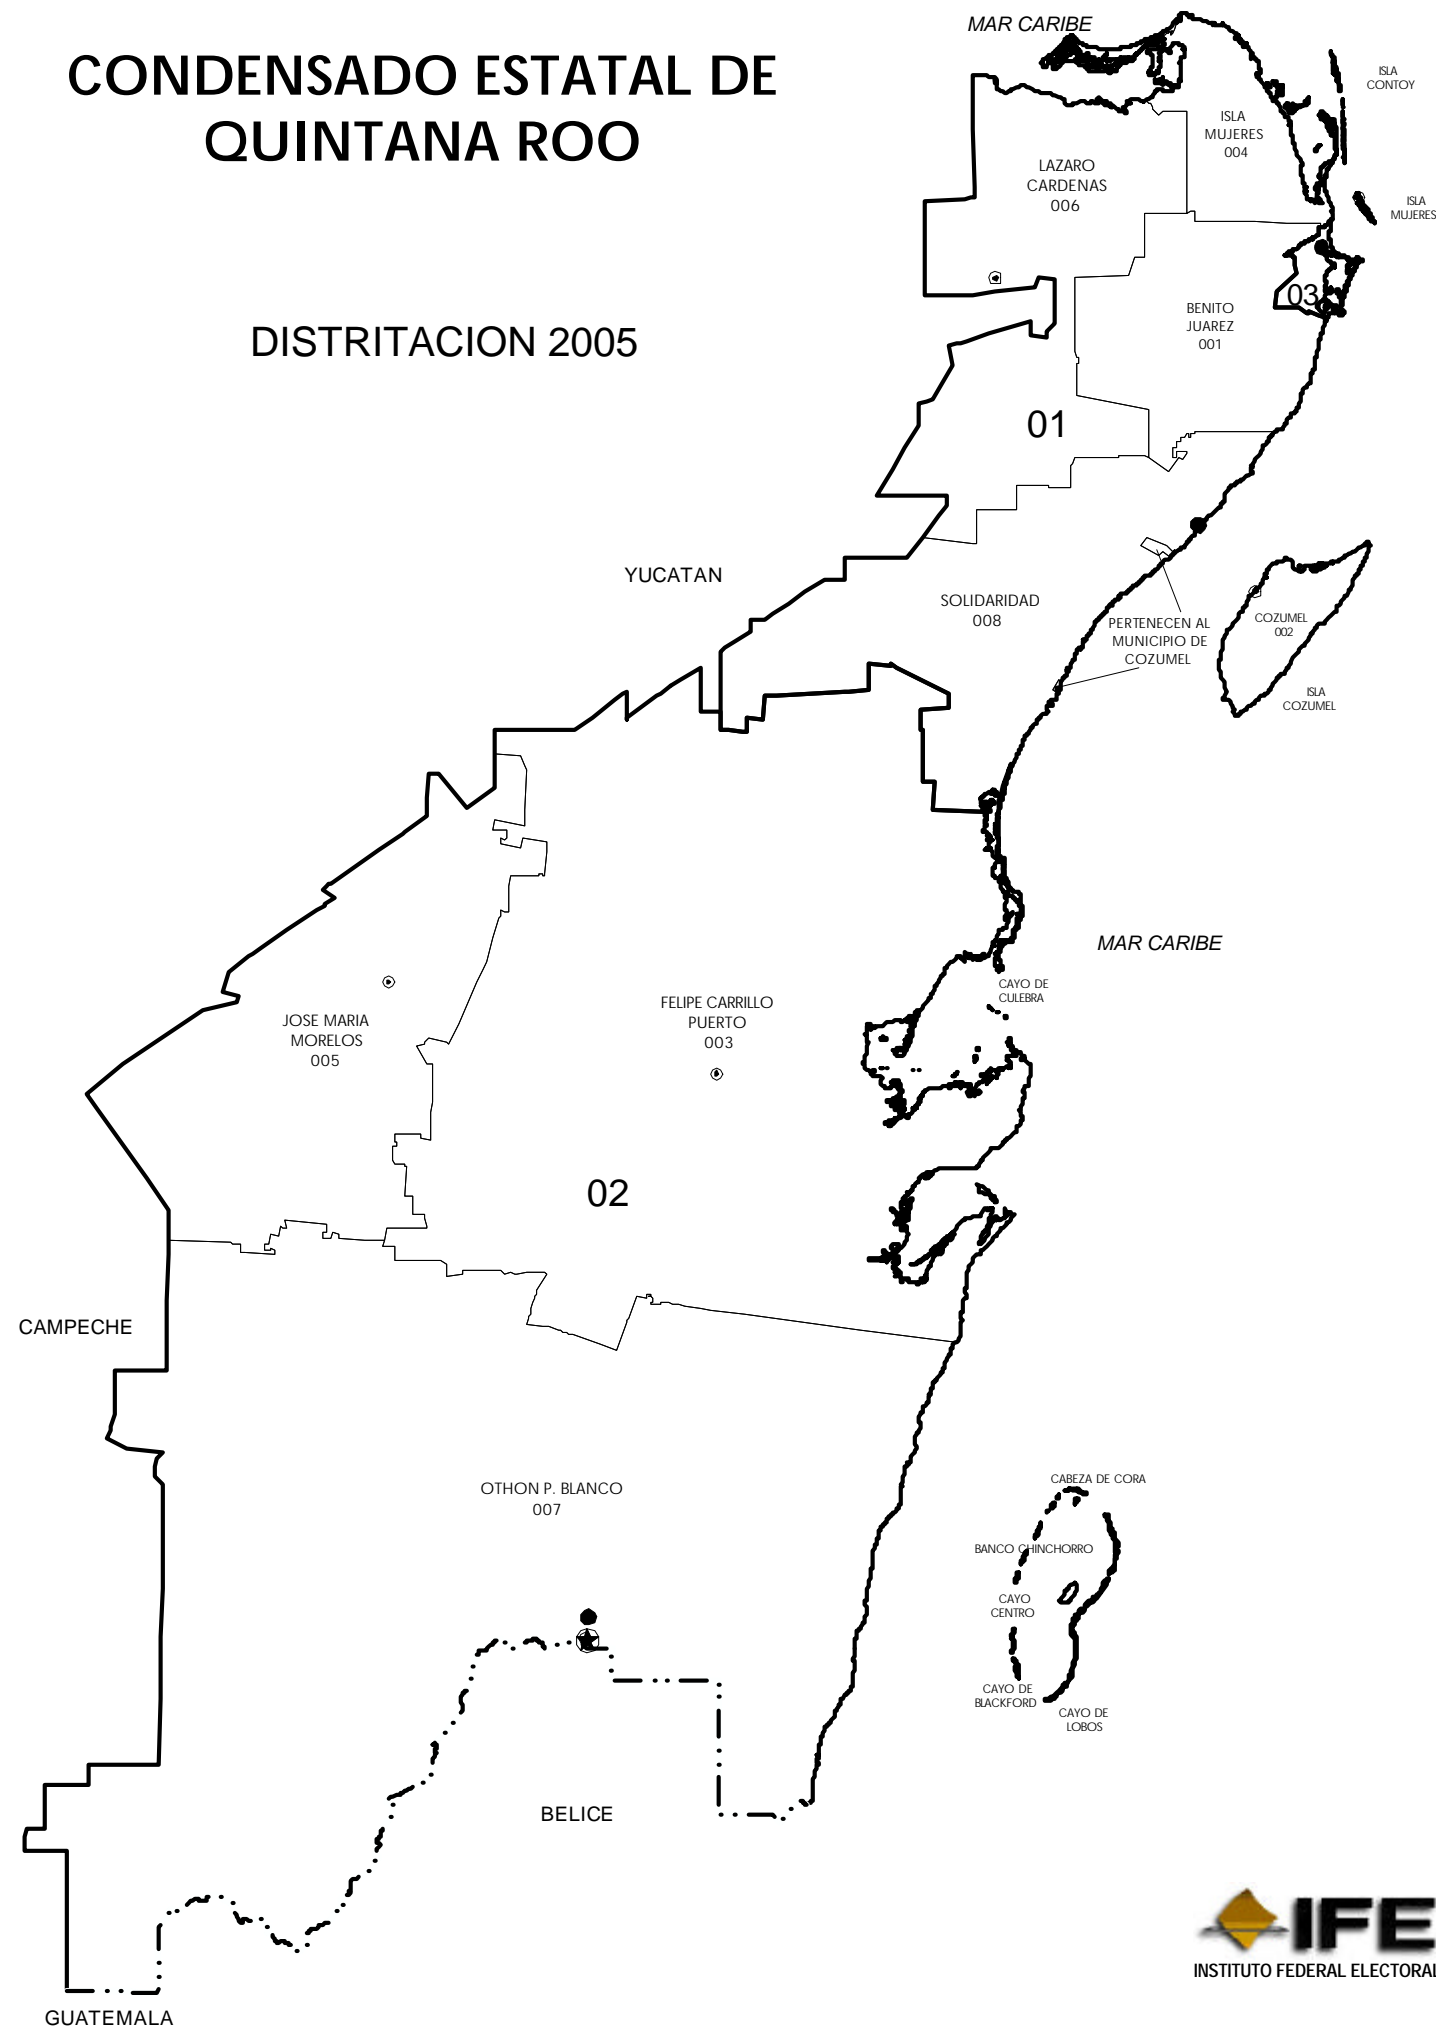 CONDENSADO ESTATAL DE
QUINTANA ROO
DISTRITACION 2005
MAR CARIBE
ISLA
CONTOY
ISLA
MUJERES
004
LAZARO
CARDENAS
006
ISLA
MUJERES
03
BENITO
JUAREZ
001
01
YUCATAN
SOLIDARIDAD
008
PERTENECEN AL
MUNICIPIO DE
COZUMEL
COZUMEL
002
ISLA
COZUMEL
MAR CARIBE
CAYO DE
CULEBRA
FELIPE CARRILLO
PUERTO
003
JOSE MARIA
MORELOS
005
02
CAMPECHE
OTHON P. BLANCO
007
CABEZA DE CORA
BANCO CHINCHORRO
CAYO
CENTRO
CAYO DE
BLACKFORD
CAYO DE
LOBOS
BELICE
GUATEMALA
IFE
INSTITUTO FEDERAL ELECTORAL